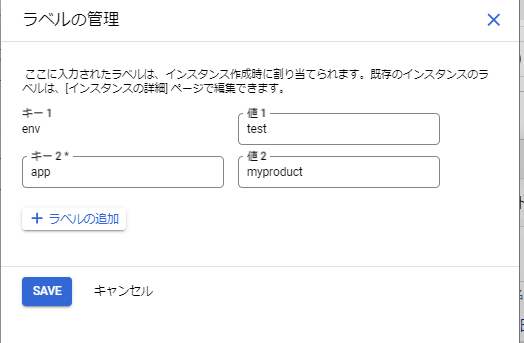 ラベルの管理
ここに入力されたラベルは、インスタンス作成時に割り当てられます。既存のインスタンスのラ
ベルは、[インスタンスの詳細] ページで編集できます。
キー 1
値 1
env
test
キー 2 *
値 2
app
myproduct
+ ラベルの追加
SAVE
キャンセル